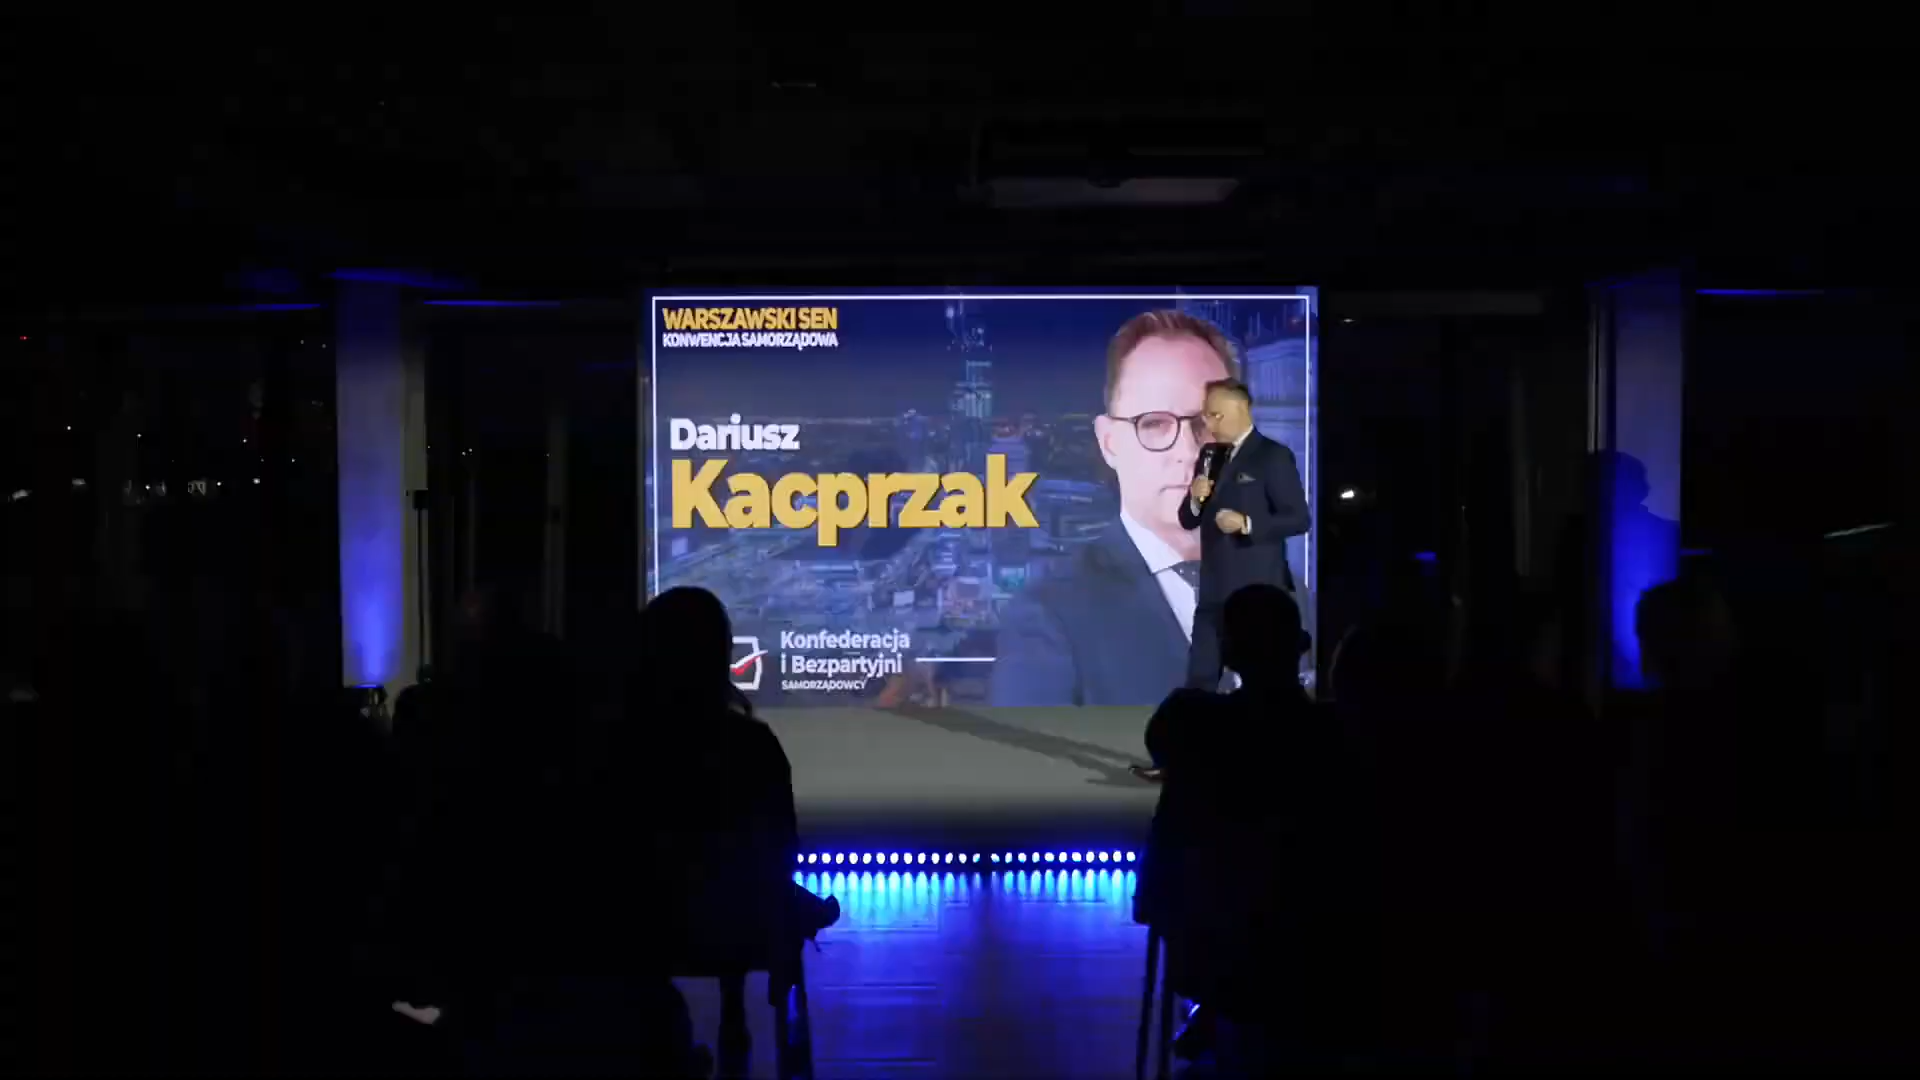 WARSZAWSKI SEN
KONWENCJA SAMORZĄDOWA
Dariusz
Kacprzak
Konfederacja
i Bezpartyjni
SAMORZĄDOWCY